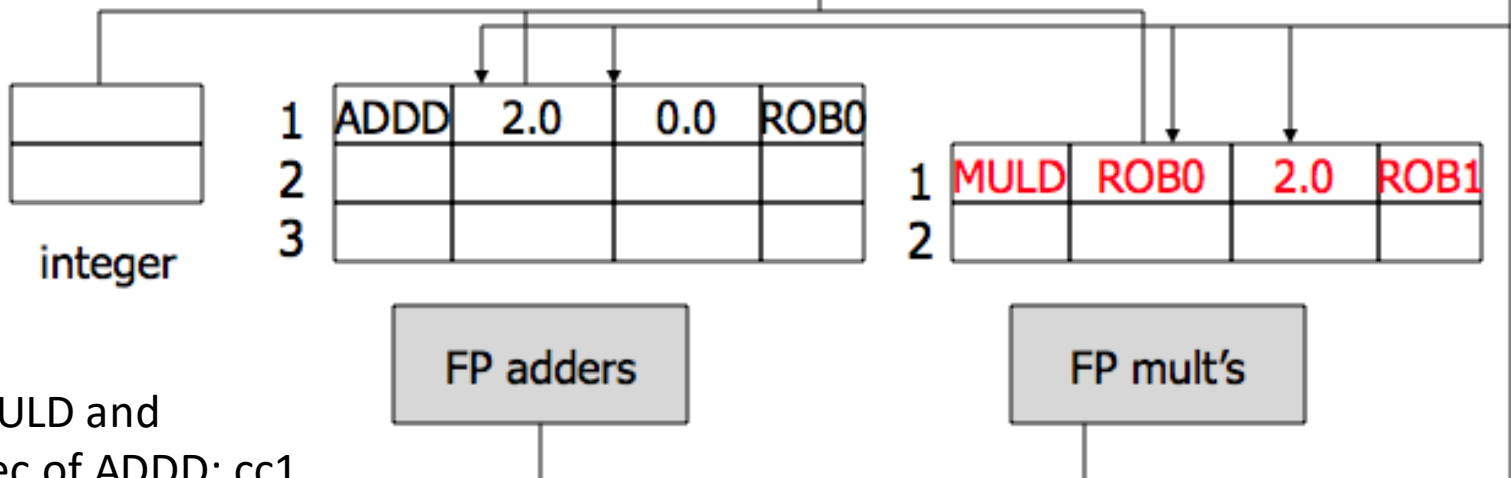 1 ADDD 2.0 0.0 ROB0
2
3
1 MULD ROB0 2.0 ROB1
2
integer
FP adders
FP mult's
ULD and
ec of ADDD: cc1